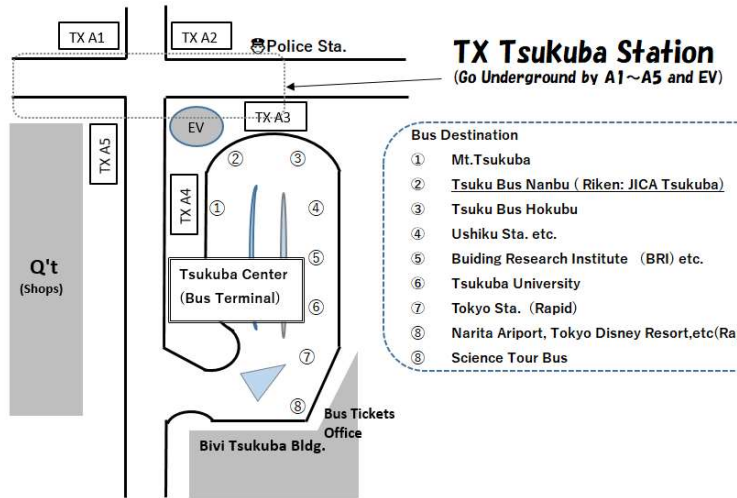 TX A1
TX A2
Police Sta.
TX Tsukuba Station
(Go Underground by A1～A5 and EV)
EV
TX A3
TX A5
TX A4
② ③
① ④
Q't
(Shops)
Tsukuba Center
(Bus Terminal)
⑤
⑥
⑦
⑧
Bus Tickets
Office
Bivi Tsukuba Bldg.
Bus Destination
① Mt.Tsukuba
② Tsuku Bus Nanbu ( Riken: JICA Tsukuba)
③ Tsuku Bus Hokubu
④ Ushiku Sta. etc.
⑤ Buiding Research Institute （BRI) etc.
⑥ Tsukuba University
⑦ Tokyo Sta.（Rapid）
⑧ Narita Ariport, Tokyo Disney Resort,etc(Ra
⑧ Science Tour Bus